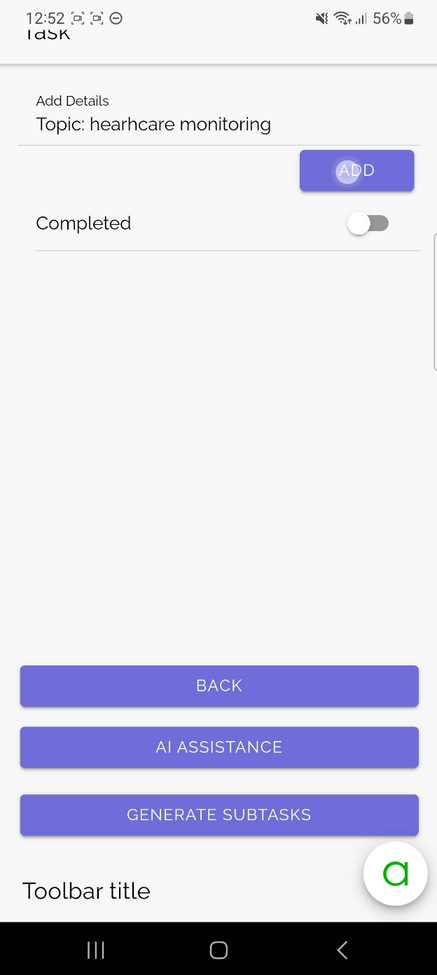 12:52
56%
Task
Add Details
Topic: hearhcare monitoring
ADD
Completed
BACK
AI ASSISTANCE
GENERATE SUBTASKS
a
Toolbar title